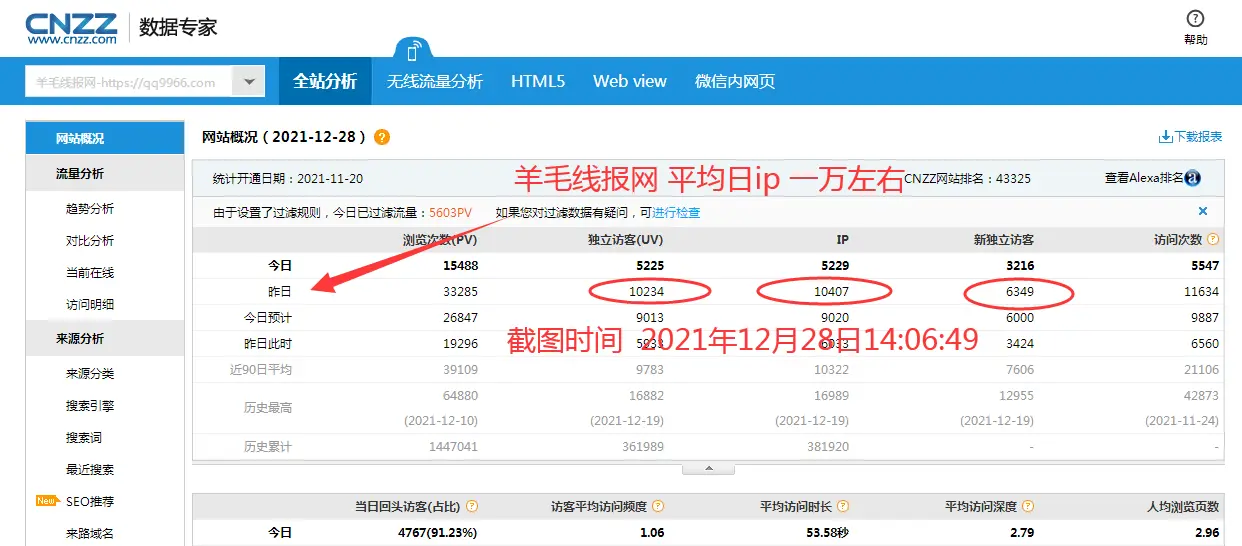 CNZZ 数据专家
www.cnzz.com
帮助
羊毛线报网-https://qq9966.com 全站分析 无线流量分析 HTML5 Web view 微信内网页
网站概况
流量分析
趋势分析
对比分析
当前在线
访问明细
来源分析
来源分类
搜索引擎
搜索词
最近搜索
New SEO推荐
来路域名
网站概况（2021-12-28） ? 下载报表
统计开通日期：2021-11-20 羊毛线报网 平均日ip 一万左右 CNZZ网站排名：43325 查看Alexa排名 a
由于设置了过滤规则，今日已过滤流量：5603PV 如果您对过滤数据有疑问，可进行检查 ×
浏览次数(PV) 独立访客(UV) IP 新独立访客 访问次数 ?
今日 15488 5225 5229 3216 5547
昨日 33285 10234 10407 6349 11634
今日预计 26847 9013 9020 6000 9887
截图时间 2021年12月28日14:06:49
昨日此时 19296 3424 6560
近90日平均 39109 9783 10322 7606 21106
历史最高 64880 16882 16989 12955 42873
(2021-12-10) (2021-12-19) (2021-12-19) (2021-12-19) (2021-11-24)
历史累计 1447041 361989 381920 - -
当日回头访客(占比) ? 访客平均访问频度 ? 平均访问时长 ? 平均访问深度 ? 人均浏览页数
今日 4767(91.23%) 1.06 53.58秒 2.79 2.96